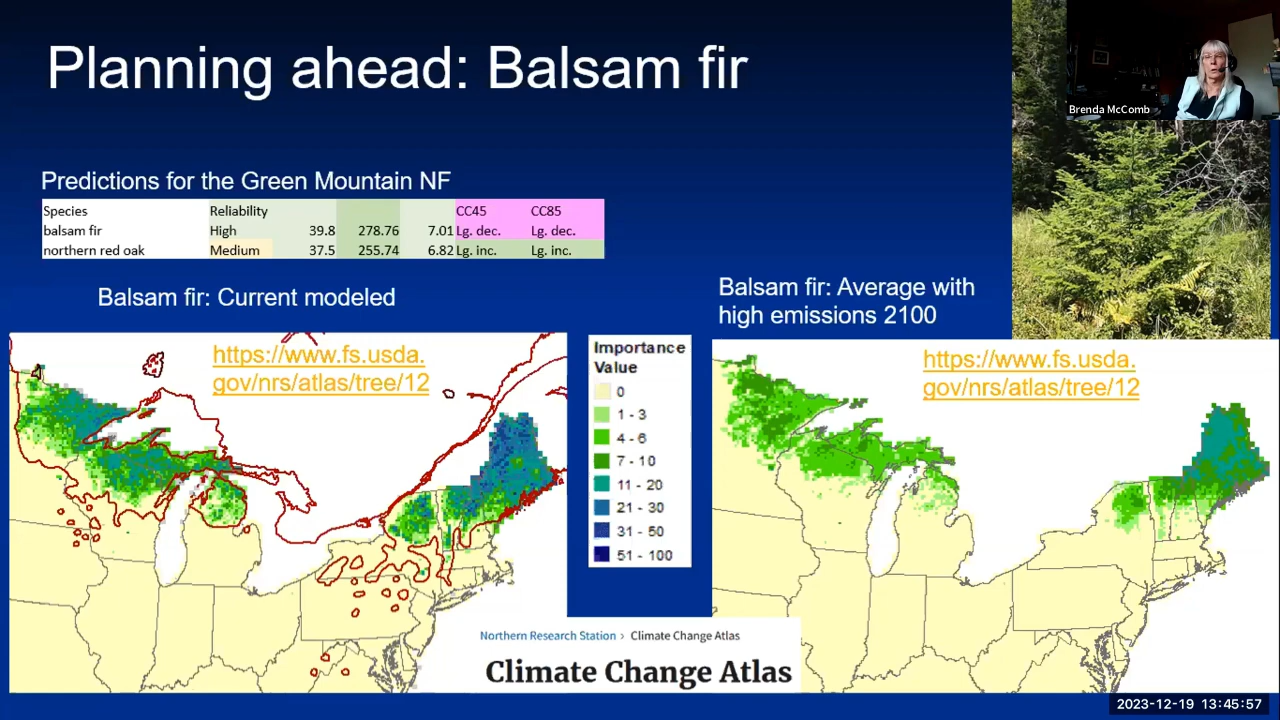 Planning ahead: Balsam fir
Brenda McComb
Predictions for the Green Mountain NF
Species Reliability CC45 CC85
balsam fir High 39.8 278.76 7.01 Lg. dec. Lg. dec.
northern red oak Medium 37.5 255.74 6.82 Lg. inc. Lg. inc.
Balsam fir: Current modeled
Balsam fir: Average with
high emissions 2100
https://www.fs.usda.
gov/nrs/atlas/tree/12
Importance
Value
0
1 - 3
4 - 6
7 - 10
11 - 20
21 - 30
31 - 50
51 - 100
https://www.fs.usda.
gov/nrs/atlas/tree/12
Northern Research Station › Climate Change Atlas
Climate Change Atlas
2023-12-19 13:45:57